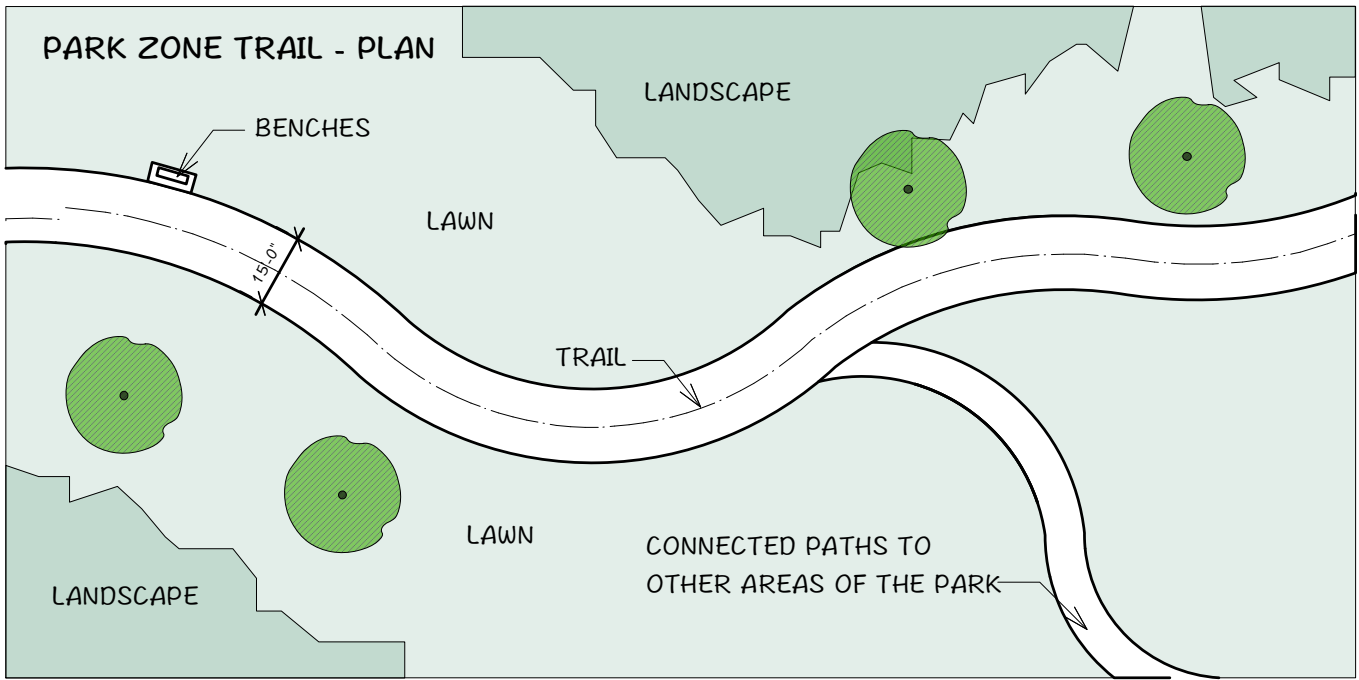 PARK ZONE TRAIL - PLAN
LANDSCAPE
BENCHES
LAWN
15'-0"
TRAIL
LAWN
CONNECTED PATHS TO
OTHER AREAS OF THE PARK
LANDSCAPE